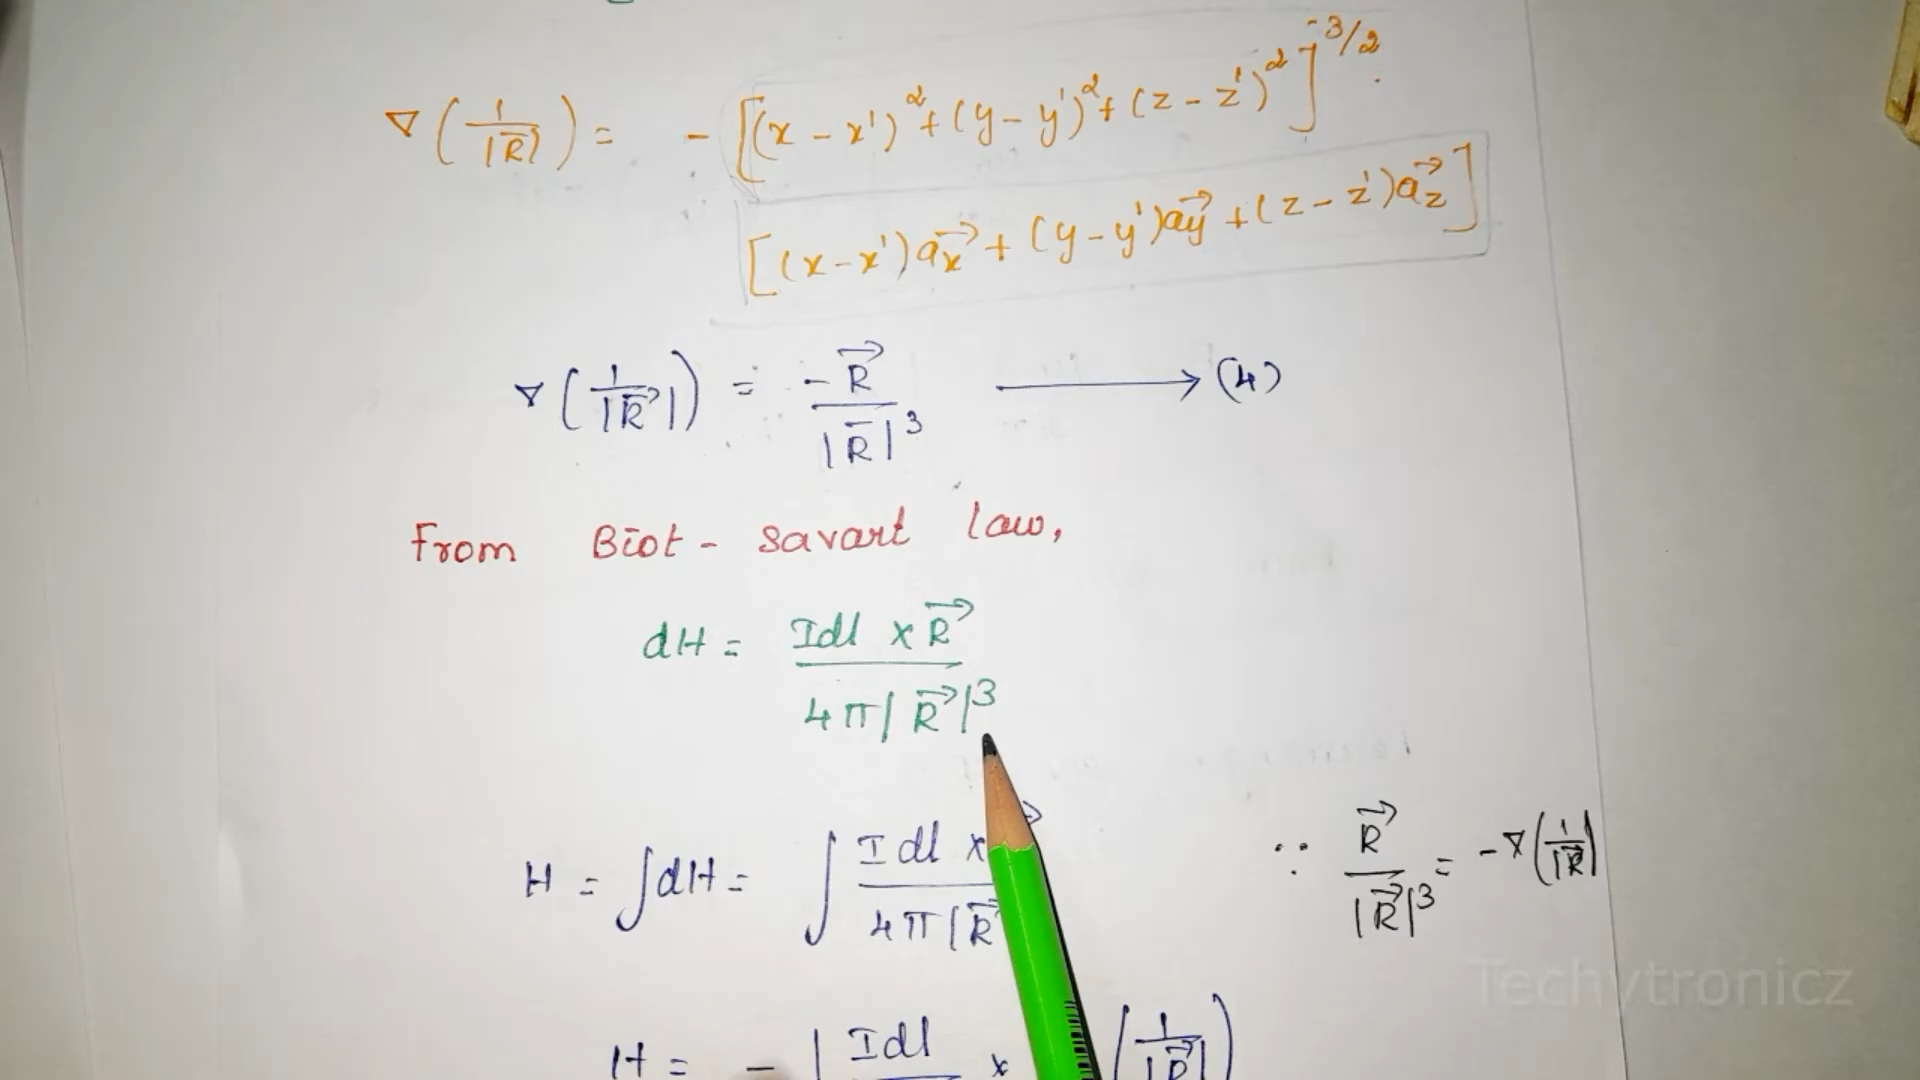 ∇(1/|R̅|) = - [(x - x')² + (y - y')² + (z - z')²]^-3/2
[(x - x')a⃗x + (y - y')a⃗y + (z - z')a⃗z]
∇(1/|R⃗|) = -R⃗/|R̅|³ ⟶ (4)
From Biot - Savart law,
dH = Idl × R⃗ / 4π|R⃗|³
H = ∫dH = ∫ Idl × / 4π|R⃗ ∵ R⃗/|R⃗|³ = -∇(1/|R⃗|)
H = - ∫ Idl × (1/|R⃗|)
Techytronicz